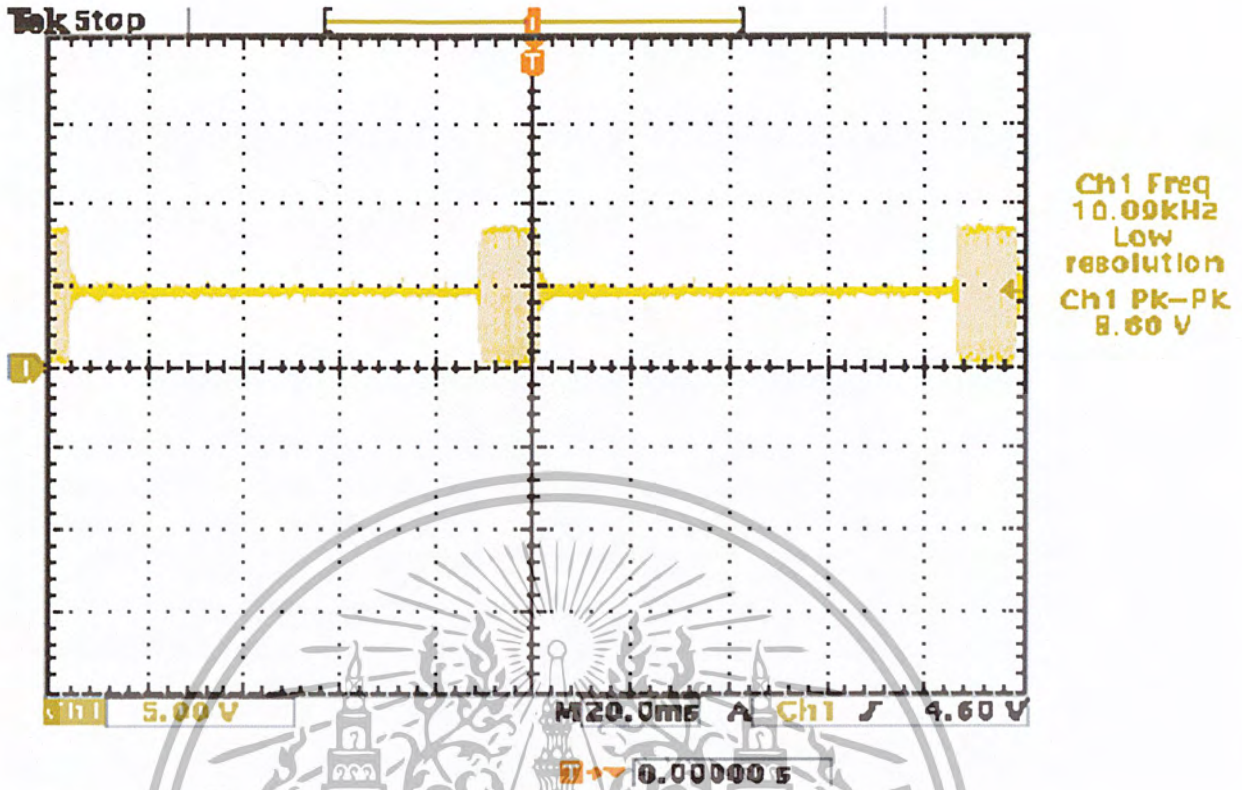 Tek Stop
T
Ch1 Freq
10.09kHz
Low
resolution
Ch1 Pk-Pk
8.60 V
1
Ch1 5.00 V M 20.0ms A Ch1 4.60 V
T 0.00000 s